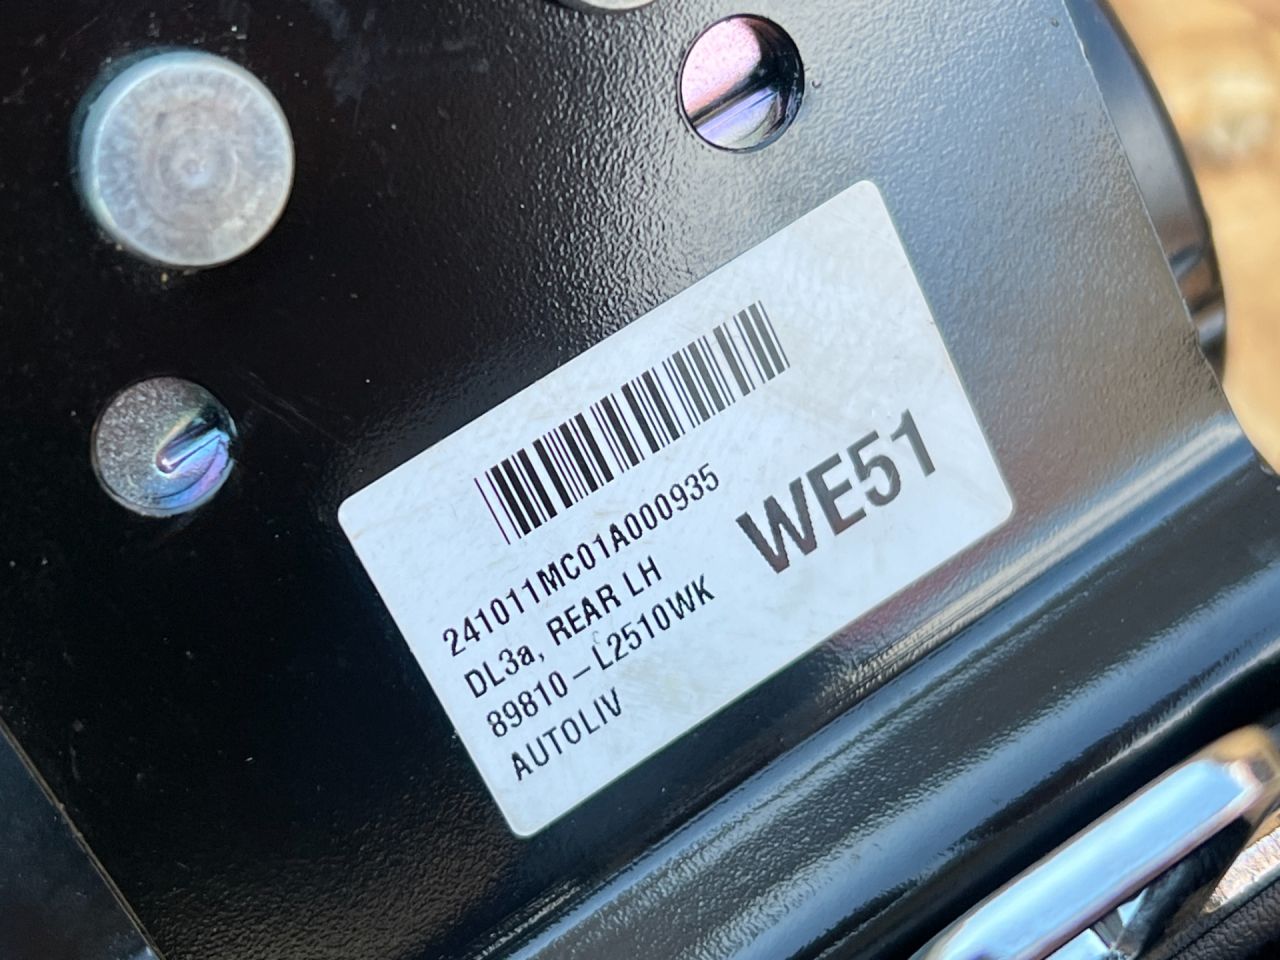 241011MC01A000935
DL3a, REAR LH
89810-L2510WK
AUTOLIV
WE51